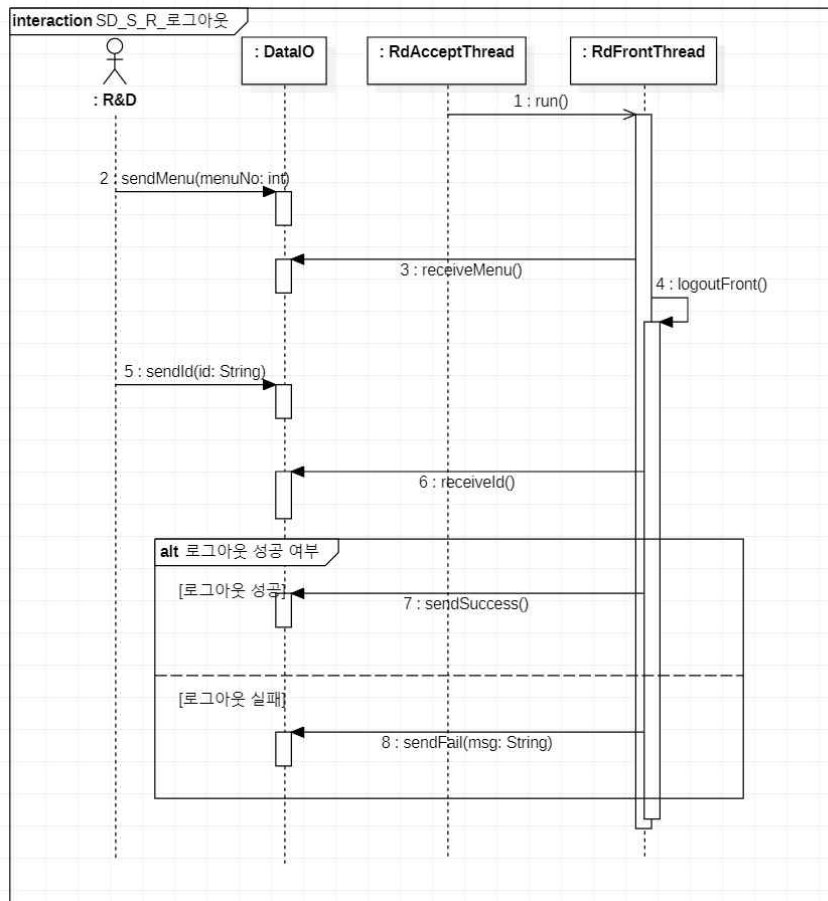 interaction SD_S_R_로그아웃
: DataIO
: RdAcceptThread
: RdFrontThread
: R&D
1 : run()
2 : sendMenu(menuNo: int)
3 : receiveMenu()
4 : logoutFront()
5 : sendId(id: String)
6 : receiveId()
alt 로그아웃 성공 여부
[로그아웃 성공]
7 : sendSuccess()
[로그아웃 실패]
8 : sendFail(msg: String)